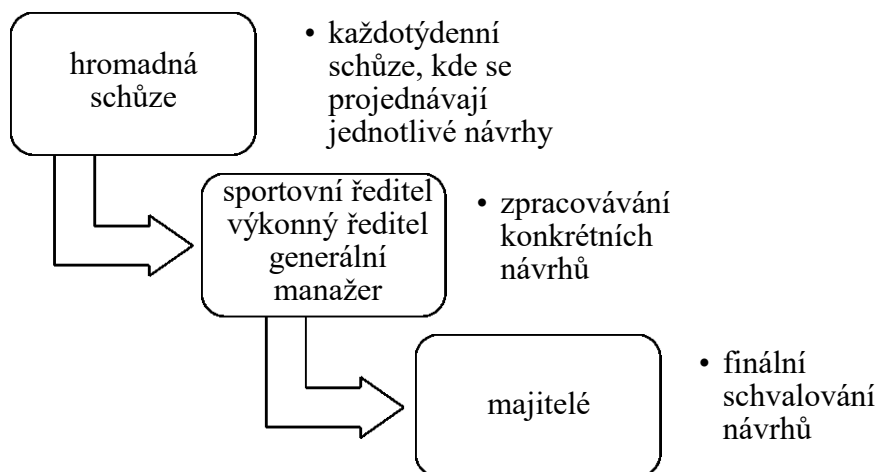 hromadná
schůze
• každotýdenní
schůze, kde se
projednávají
jednotlivé návrhy
sportovní ředitel
výkonný ředitel
generální
manažer
• zpracovávání
konkrétních
návrhů
majitelé
• finální
schvalování
návrhů